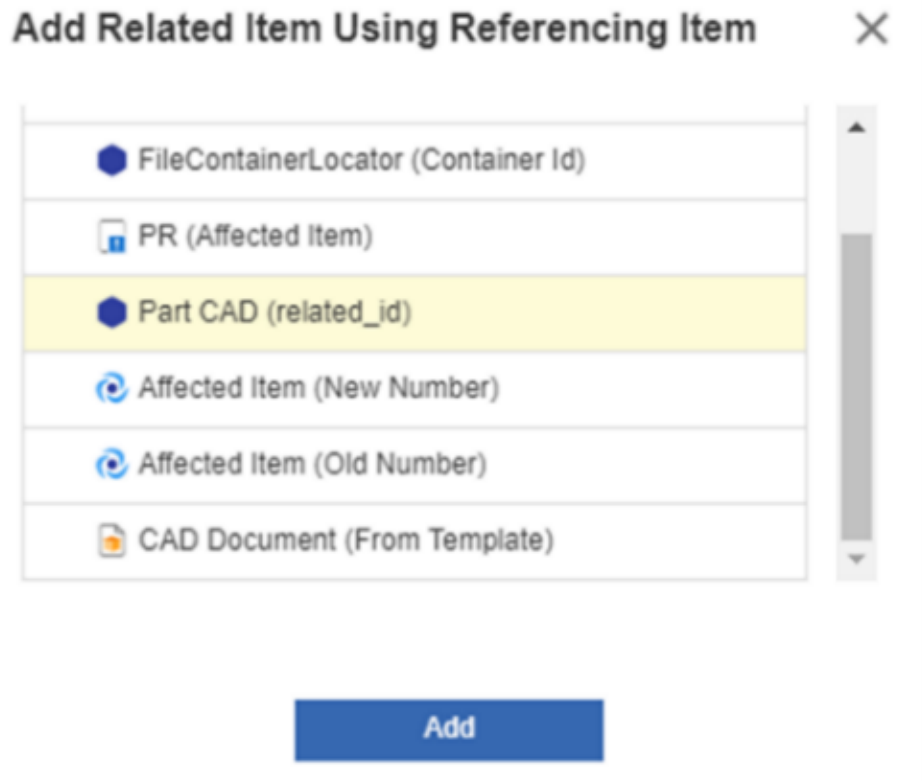 Add Related Item Using Referencing Item
FileContainerLocator (Container Id)
PR (Affected Item)
Part CAD (related_id)
Affected Item (New Number)
Affected Item (Old Number)
CAD Document (From Template)
Add